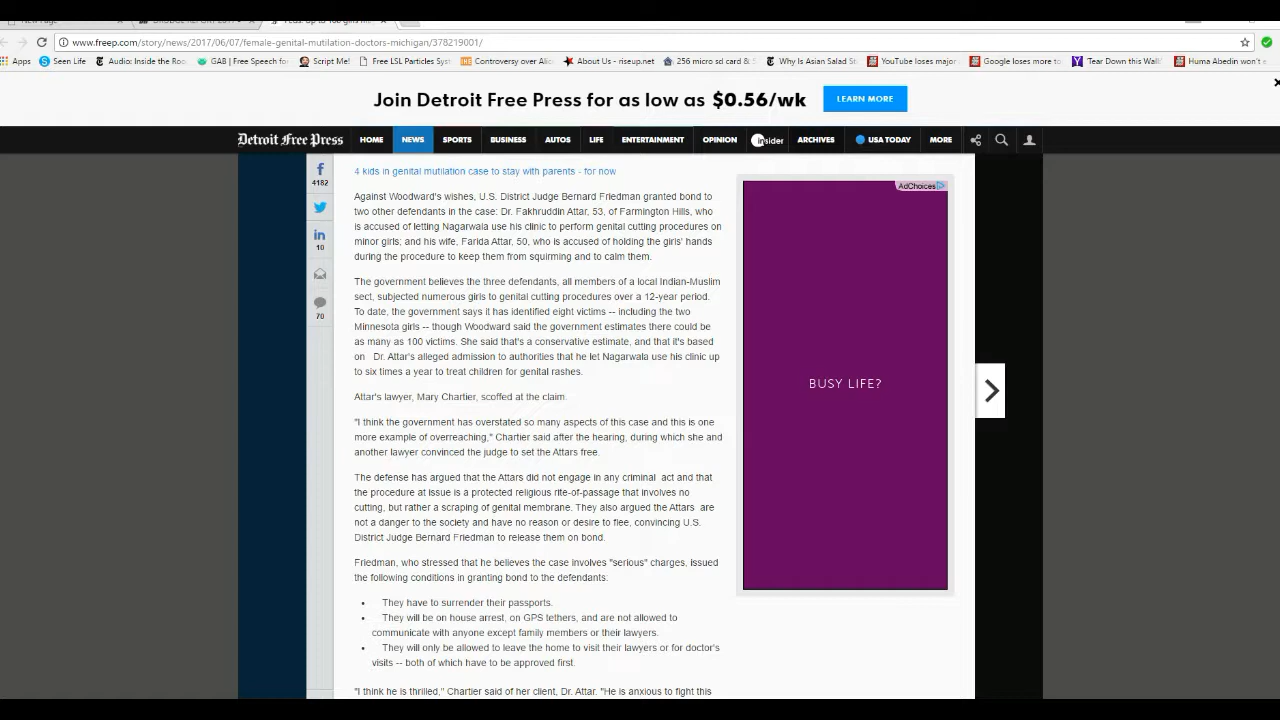 www.freep.com/story/news/2017/06/07/female-genital-mutilation-doctors-michigan/378219001/
Apps Seen Life Audio: Inside the Roo GAB | Free Speech for Script Me! Free LSL Particles Syst Controversy over Alic About Us - riseup.net 256 micro sd card & S Why Is Asian Salad St YouTube loses major Google loses more to 'Tear Down this Wall' Huma Abedin won't e
Join Detroit Free Press for as low as $0.56/wk LEARN MORE
Detroit Free Press HOME NEWS SPORTS BUSINESS AUTOS LIFE ENTERTAINMENT OPINION insider ARCHIVES USA TODAY MORE
4182
10
70
4 kids in genital mutilation case to stay with parents - for now
Against Woodward's wishes, U.S. District Judge Bernard Friedman granted bond to
two other defendants in the case: Dr. Fakhruddin Attar, 53, of Farmington Hills, who
is accused of letting Nagarwala use his clinic to perform genital cutting procedures on
minor girls; and his wife, Farida Attar, 50, who is accused of holding the girls' hands
during the procedure to keep them from squirming and to calm them.
The government believes the three defendants, all members of a local Indian-Muslim
sect, subjected numerous girls to genital cutting procedures over a 12-year period.
To date, the government says it has identified eight victims -- including the two
Minnesota girls -- though Woodward said the government estimates there could be
as many as 100 victims. She said that's a conservative estimate, and that it's based
on Dr. Attar's alleged admission to authorities that he let Nagarwala use his clinic up
to six times a year to treat children for genital rashes.
Attar's lawyer, Mary Chartier, scoffed at the claim.
"I think the government has overstated so many aspects of this case and this is one
more example of overreaching," Chartier said after the hearing, during which she and
another lawyer convinced the judge to set the Attars free.
The defense has argued that the Attars did not engage in any criminal act and that
the procedure at issue is a protected religious rite-of-passage that involves no
cutting, but rather a scraping of genital membrane. They also argued the Attars are
not a danger to the society and have no reason or desire to flee, convincing U.S.
District Judge Bernard Friedman to release them on bond.
Friedman, who stressed that he believes the case involves "serious" charges, issued
the following conditions in granting bond to the defendants:
• They have to surrender their passports.
• They will be on house arrest, on GPS tethers, and are not allowed to
communicate with anyone except family members or their lawyers.
• They will only be allowed to leave the home to visit their lawyers or for doctor's
visits -- both of which have to be approved first.
"I think he is thrilled," Chartier said of her client, Dr. Attar. "He is anxious to fight this
AdChoices
BUSY LIFE?